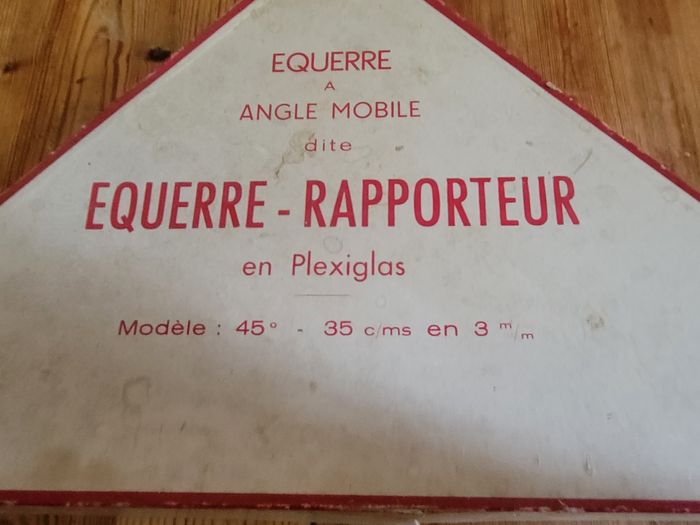 EQUERRE
A
ANGLE MOBILE
dite
EQUERRE - RAPPORTEUR
en Plexiglas
Modèle : 45° - 35 c/ms en 3 m/m